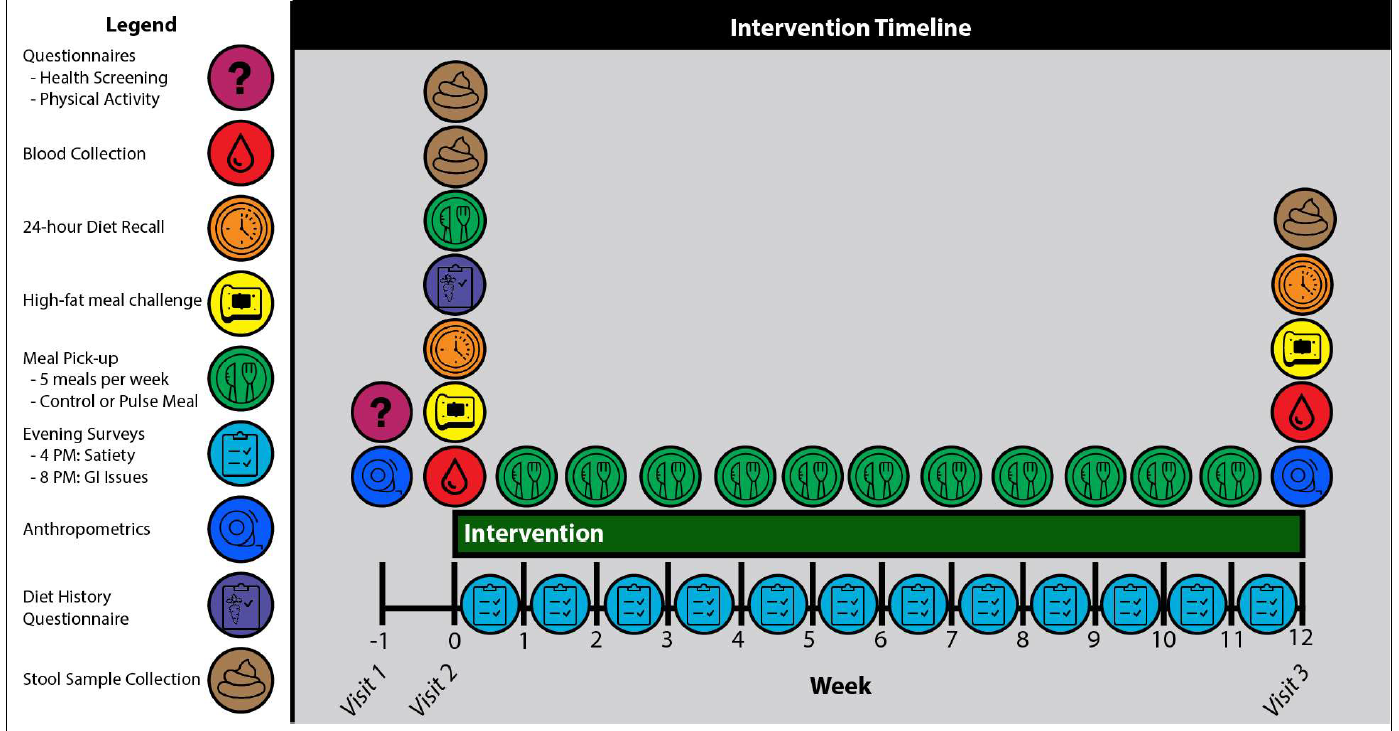 Legend
Questionnaires
- Health Screening
- Physical Activity
?
Blood Collection
24-hour Diet Recall
High-fat meal challenge
Meal Pick-up
- 5 meals per week
- Control or Pulse Meal
Evening Surveys
- 4 PM: Satiety
- 8 PM: GI Issues
Anthropometrics
Diet History
Questionnaire
Stool Sample Collection
Intervention Timeline
?
Intervention
-1 0 1 2 3 4 5 6 7 8 9 10 11 12
Visit 1
Visit 2
Visit 3
Week